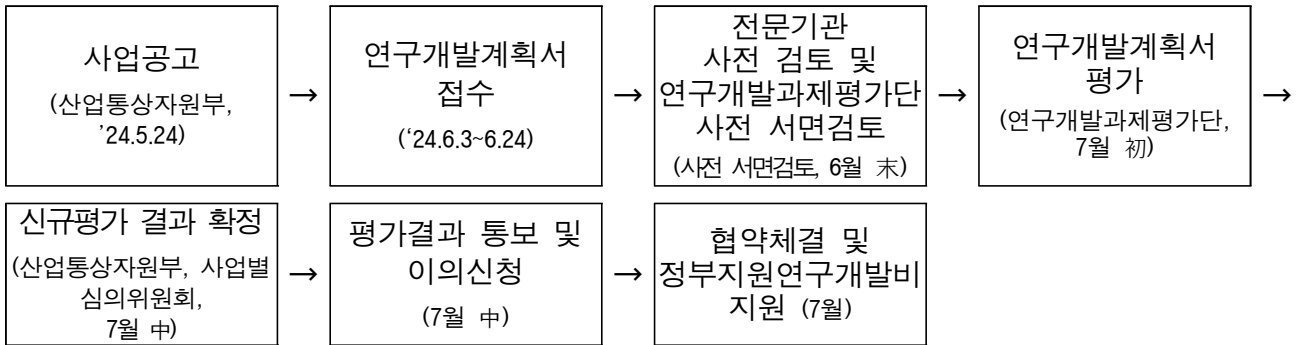 사업공고
(산업통상자원부,
’24.5.24)
→
연구개발계획서
접수
(‘24.6.3~6.24)
→
전문기관
사전 검토 및
연구개발과제평가단
사전 서면검토
(사전 서면검토, 6월 末)
→
연구개발계획서
평가
(연구개발과제평가단,
7월 初)
→
신규평가 결과 확정
(산업통상자원부, 사업별
심의위원회,
7월 中)
→
평가결과 통보 및
이의신청
(7월 中)
→
협약체결 및
정부지원연구개발비
지원 (7월)